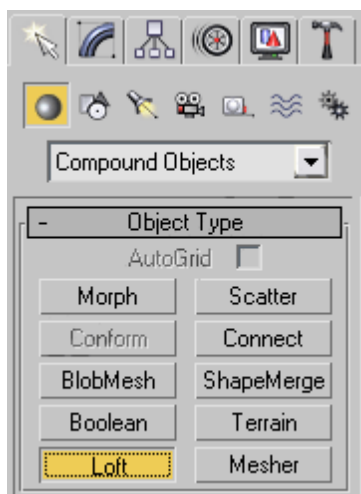 Compound Objects
- Object Type
AutoGrid
Morph Scatter
Conform Connect
BlobMesh ShapeMerge
Boolean Terrain
Loft Mesher